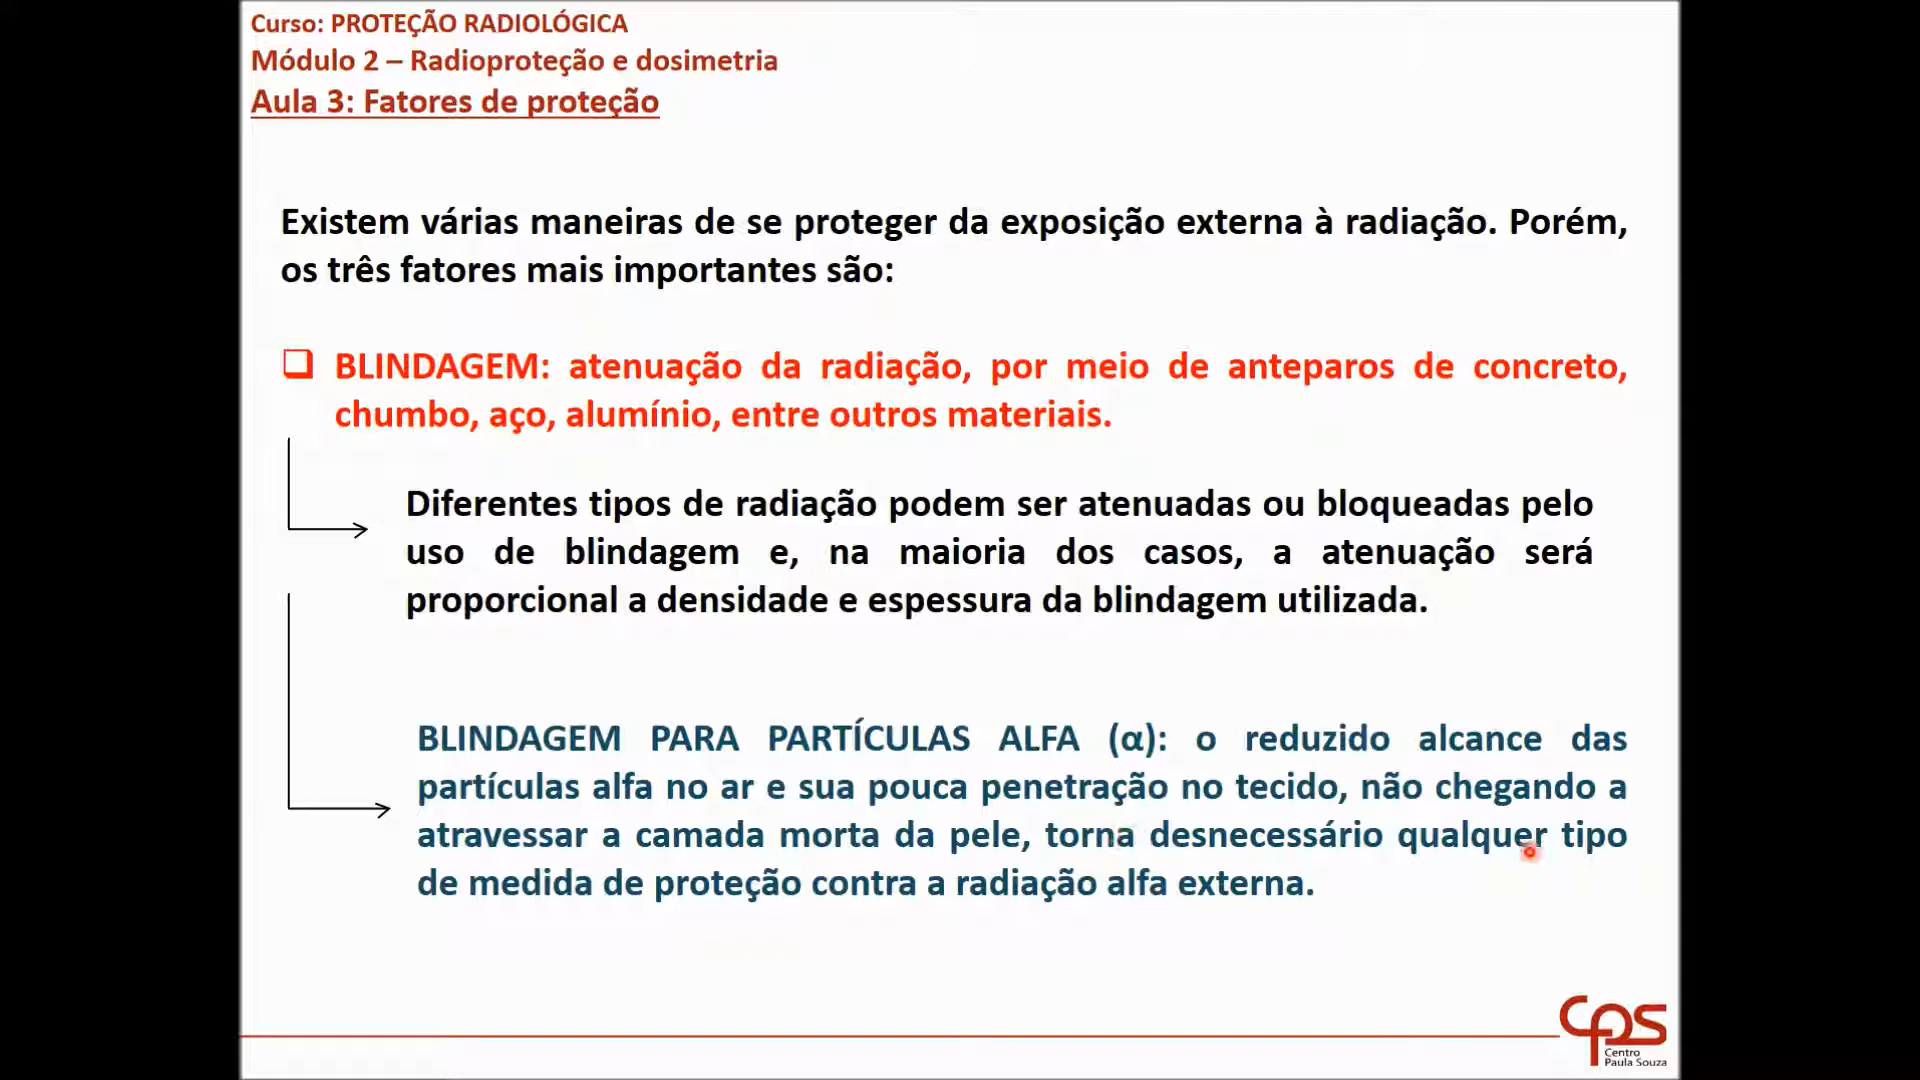 Curso: PROTEÇÃO RADIOLÓGICA
Módulo 2 – Radioproteção e dosimetria
Aula 3: Fatores de proteção
Existem várias maneiras de se proteger da exposição externa à radiação. Porém,
os três fatores mais importantes são:
BLINDAGEM: atenuação da radiação, por meio de anteparos de concreto,
chumbo, aço, alumínio, entre outros materiais.
Diferentes tipos de radiação podem ser atenuadas ou bloqueadas pelo
uso de blindagem e, na maioria dos casos, a atenuação será
proporcional a densidade e espessura da blindagem utilizada.
BLINDAGEM PARA PARTÍCULAS ALFA (α): o reduzido alcance das
partículas alfa no ar e sua pouca penetração no tecido, não chegando a
atravessar a camada morta da pele, torna desnecessário qualquer tipo
de medida de proteção contra a radiação alfa externa.
cps
Centro
Paula Souza